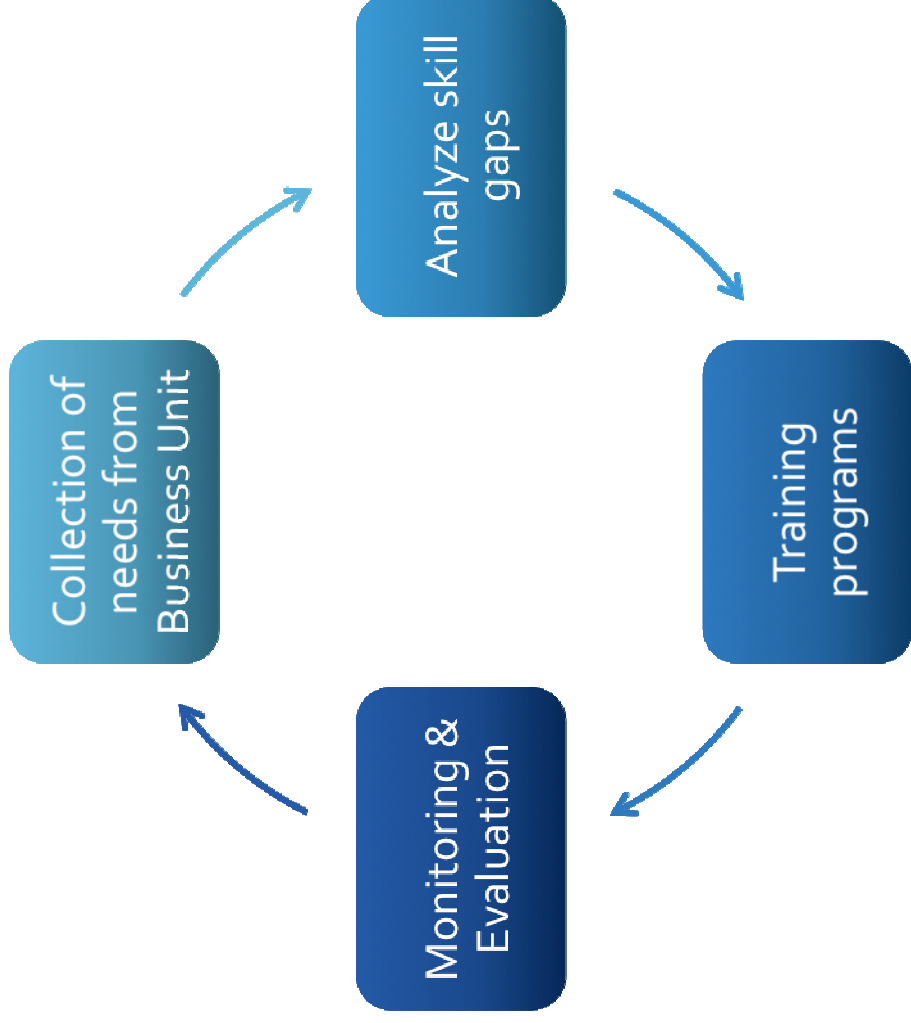 Collection of
needs from
Business Unit
Analyze skill
gaps
Training
programs
Monitoring &
Evaluation